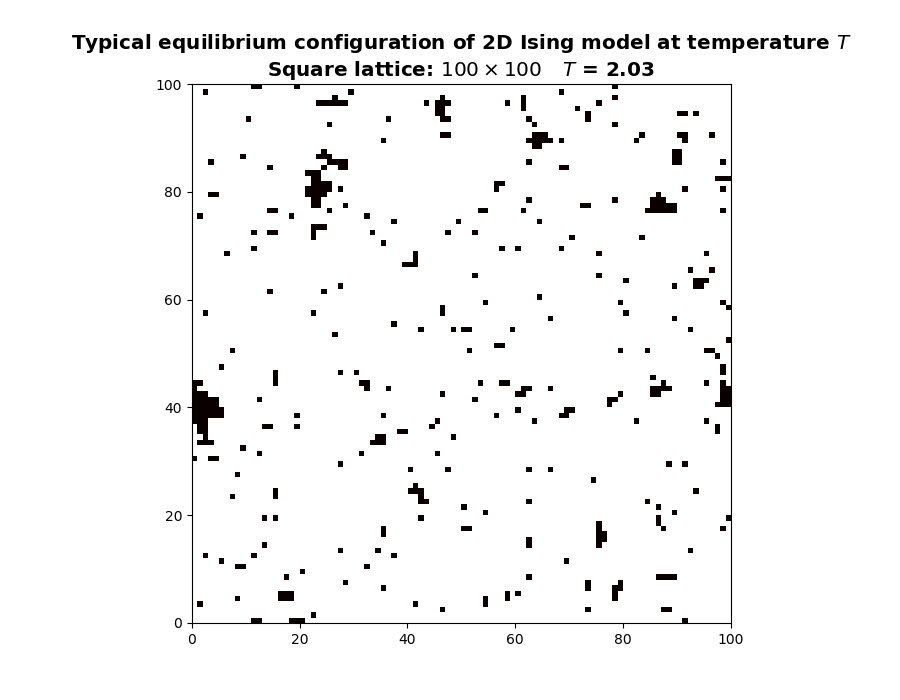 Typical equilibrium configuration of 2D Ising model at temperature T
Square lattice: 100 × 100 T = 2.03
100
80
60
40
20
0
0 20 40 60 80 100